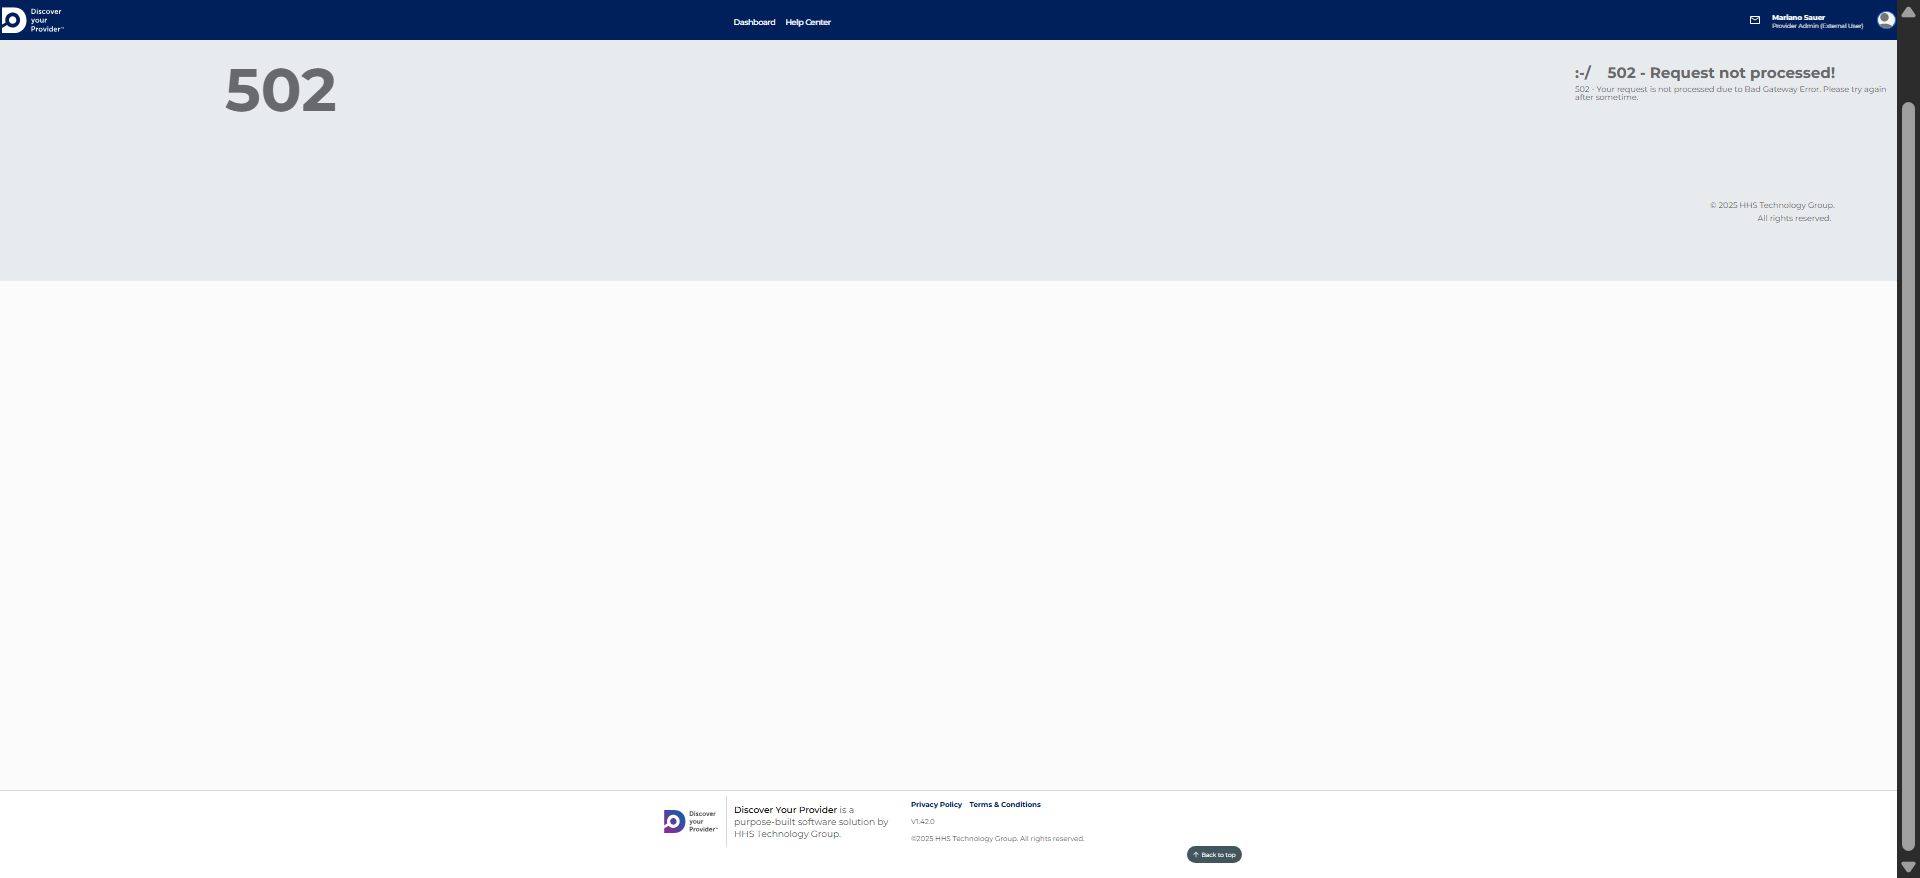 Discover
your
Provider™
Dashboard Help Center
Mariano Sauer
Provider Admin (External User)
502
:-/ 502 - Request not processed!
502 - Your request is not processed due to Bad Gateway Error. Please try again
after sometime.
© 2025 HHS Technology Group.
All rights reserved.
Discover
your
Provider™
Discover Your Provider is a
purpose-built software solution by
HHS Technology Group.
Privacy Policy Terms & Conditions
V1.42.0
©2025 HHS Technology Group. All rights reserved.
Back to top